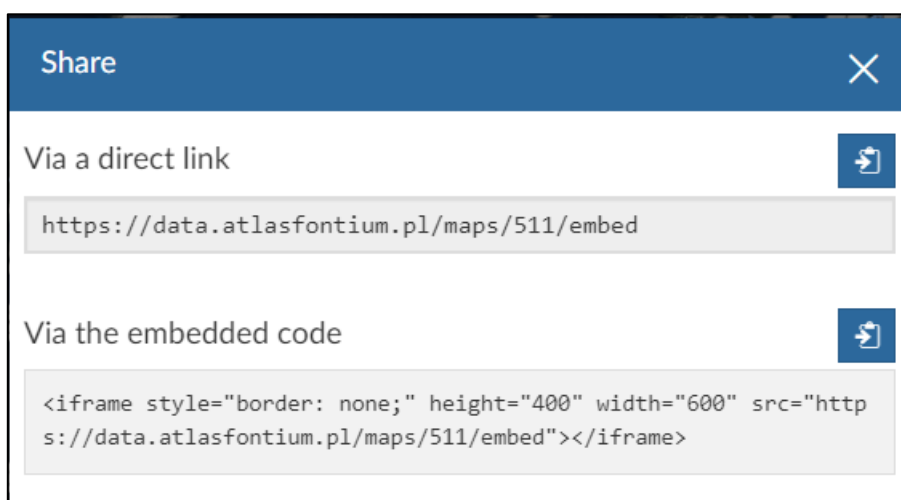 Share
Via a direct link
https://data.atlasfontium.pl/maps/511/embed
Via the embedded code
<iframe style="border: none;" height="400" width="600" src="http
s://data.atlasfontium.pl/maps/511/embed"></iframe>